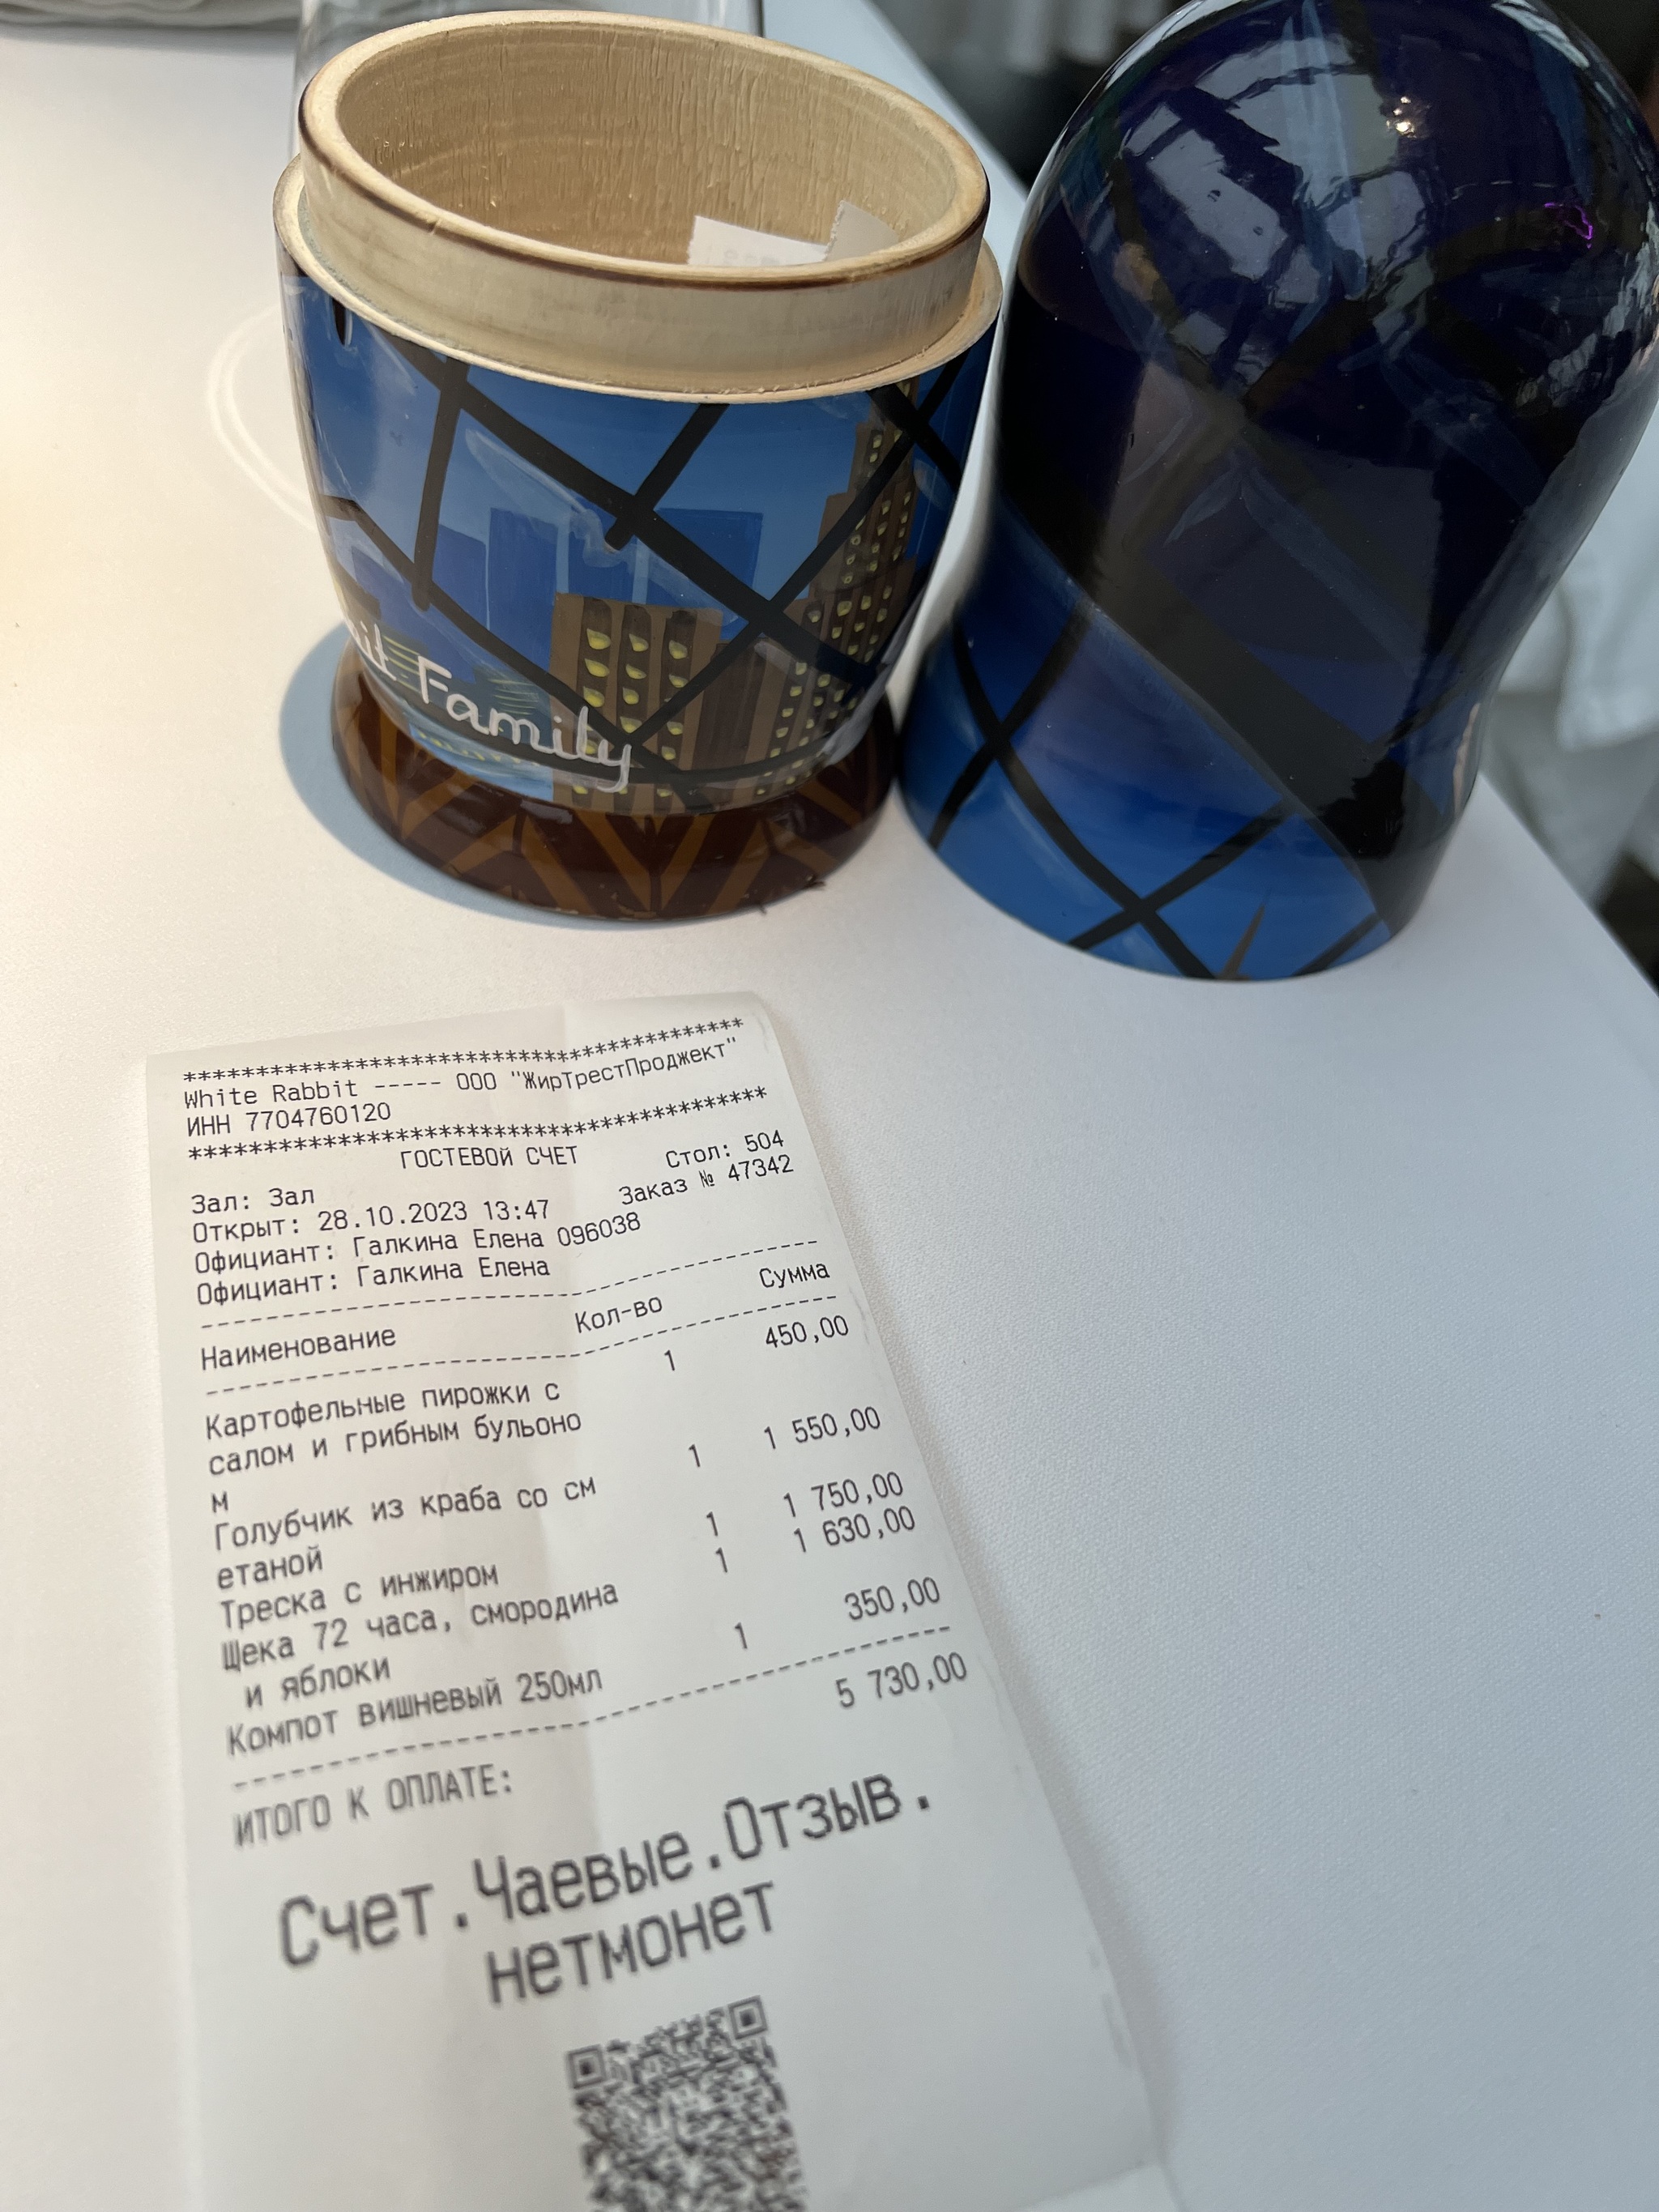 Family
****************************************
White Rabbit ----- ООО "ЖирТрестПроджект"
ИНН 7704760120
****************************************
ГОСТЕВОЙ СЧЕТ
Зал: Зал Стол: 504
Открыт: 28.10.2023 13:47 Заказ № 47342
Официант: Галкина Елена 096038
Официант: Галкина Елена
Наименование Кол-во Сумма
Картофельные пирожки с 1 450,00
салом и грибным бульоно
м
Голубчик из краба со см 1 1 550,00
етаной
Треска с инжиром 1 1 750,00
Щека 72 часа, смородина 1 1 630,00
и яблоки
Компот вишневый 250мл 1 350,00
ИТОГО К ОПЛАТЕ: 5 730,00
Счет.Чаевые.Отзыв.
нетмонет